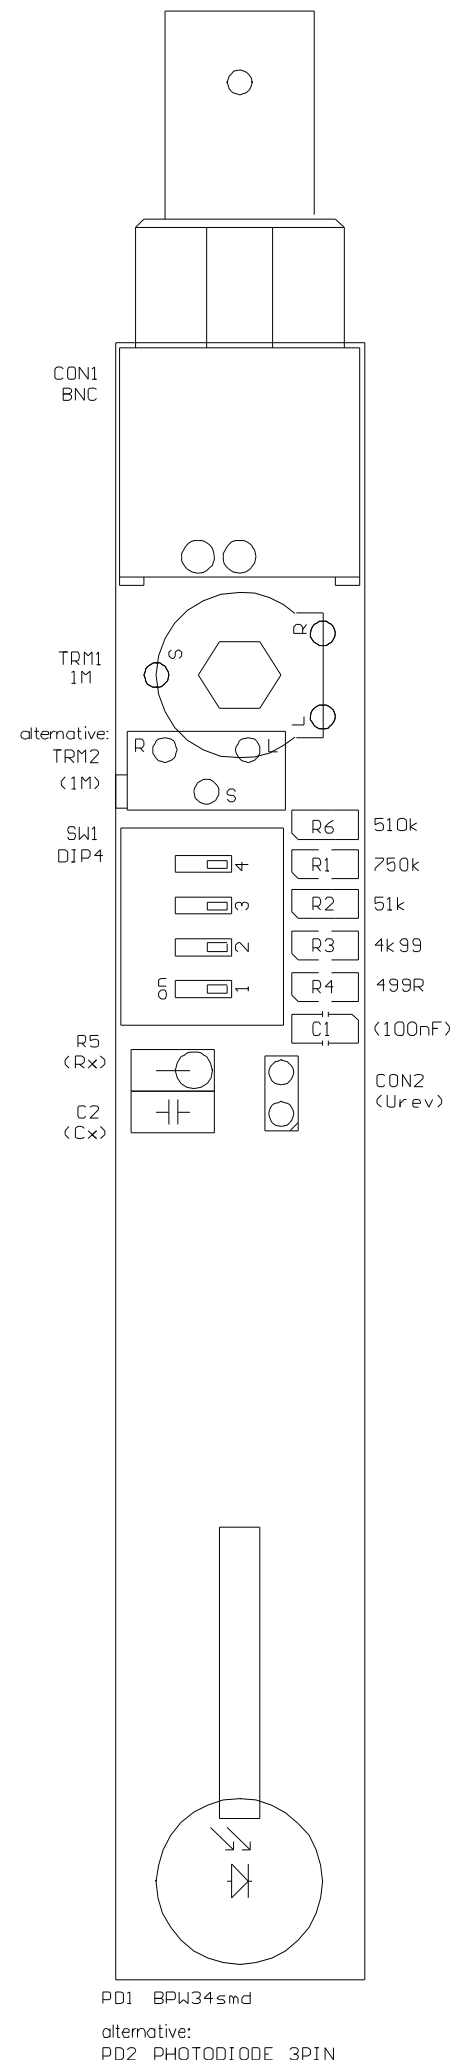 CON1
BNC
R
S
TRM1
1M
L
alternative:
TRM2
(1M)
R
L
S
SW1
DIP4
4
3
2
on
1
R6 510k
R1 750k
R2 51k
R3 4k99
R4 499R
C1 (100nF)
R5
(Rx)
C2
(Cx)
CON2
(Urev)
PD1 BPW34smd
alternative:
PD2 PHOTODIODE 3PIN